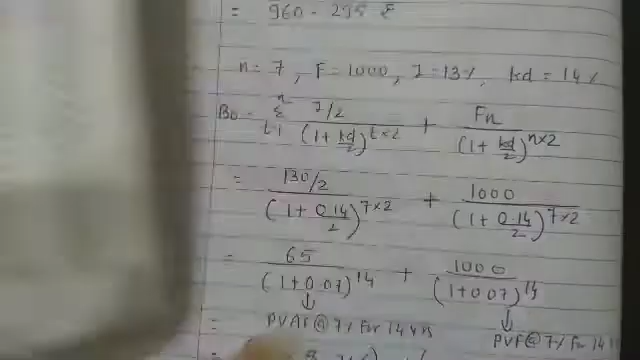 = 960 - 295 ₹
n = 7 , F = 1000 , I = 13% , kd = 14%
B0 = Σ n t=1 I/2 / (1 + kd/2)^t×2 + Fn / (1 + kd/2)^n×2
= 130/2 / (1 + 0.14/2)^7×2 + 1000 / (1 + 0.14/2)^7×2
= 65 / (1+0.07)^14 + 1000 / (1+0.07)^14
↓ ↓
= PVAF@7% For 14 yrs PVF@7% For 14